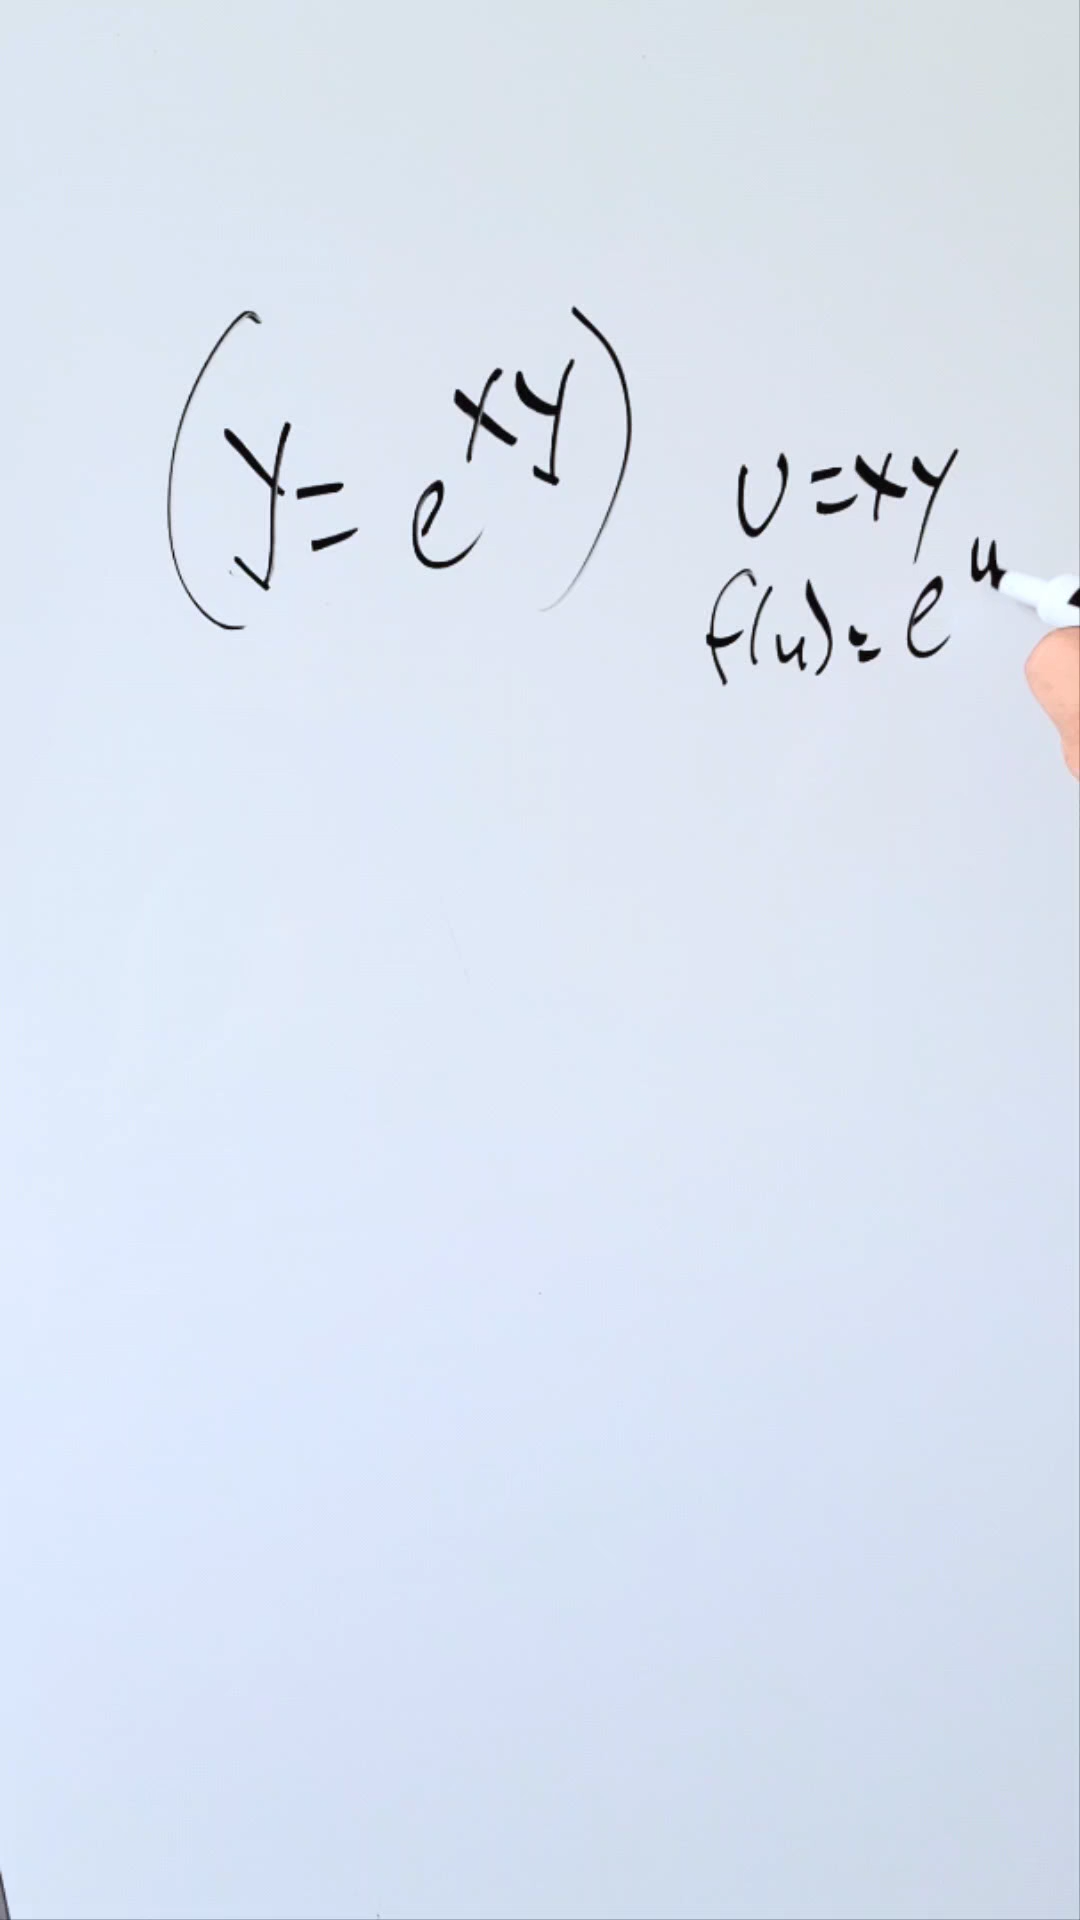 (y = e^xy)
u = xy
f(u) = e^u